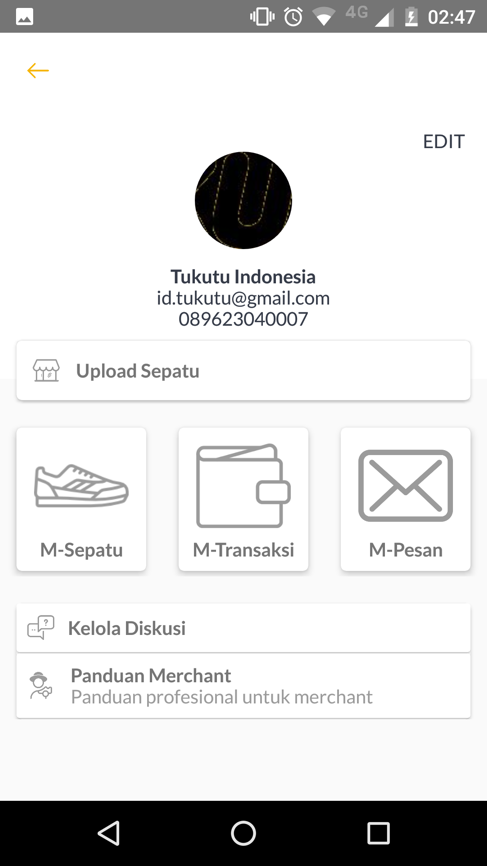 4G
02:47
EDIT
Tukutu Indonesia
id.tukutu@gmail.com
089623040007
Upload Sepatu
M-Sepatu
M-Transaksi
M-Pesan
Kelola Diskusi
Panduan Merchant
Panduan profesional untuk merchant